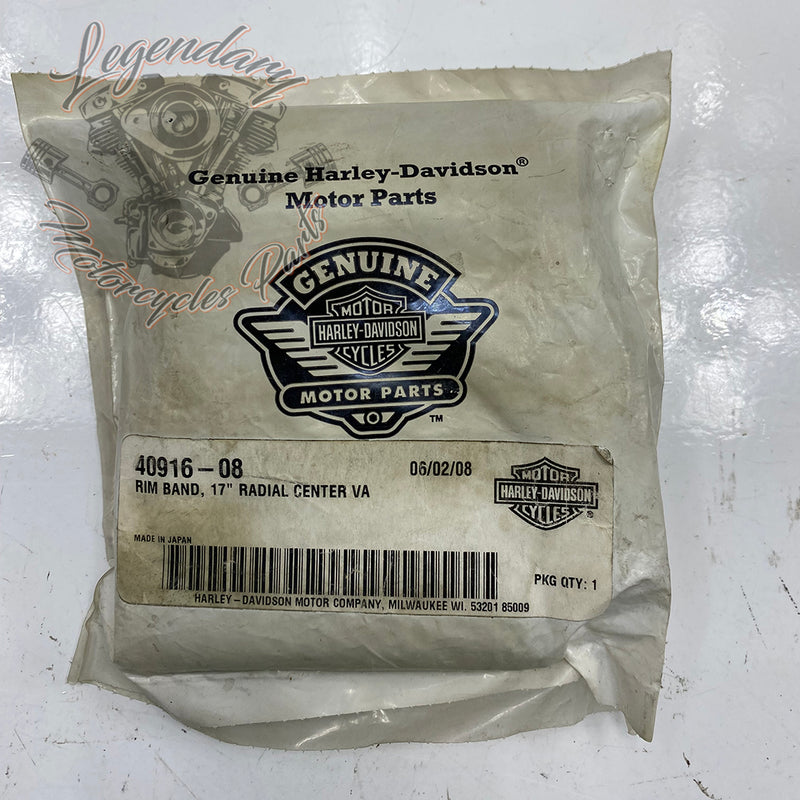 Legendary
Motorcycles Parts
Genuine Harley-Davidson®
Motor Parts
GENUINE
MOTOR
HARLEY-DAVIDSON
CYCLES
MOTOR PARTS
TM
40916-08
06/02/08
RIM BAND, 17" RADIAL CENTER VA
MOTOR
HARLEY-DAVIDSON
CYCLES
®
MADE IN JAPAN
PKG QTY: 1
HARLEY-DAVIDSON MOTOR COMPANY, MILWAUKEE WI. 53201 85009